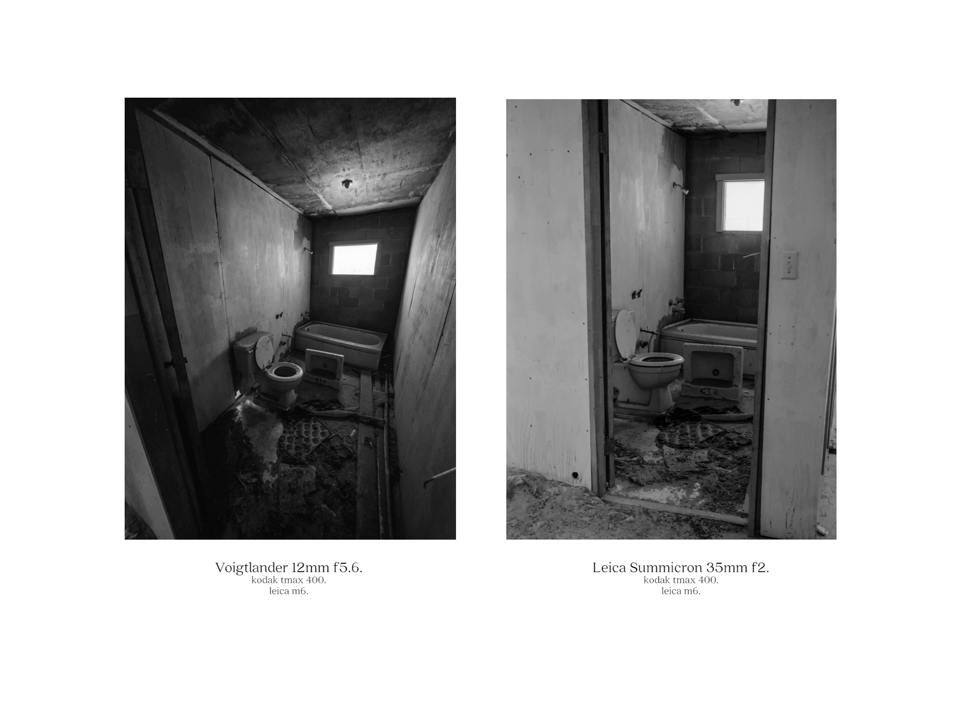 Voigtlander 12mm f5.6.
kodak tmax 400.
leica m6.
Leica Summicron 35mm f2.
kodak tmax 400.
leica m6.